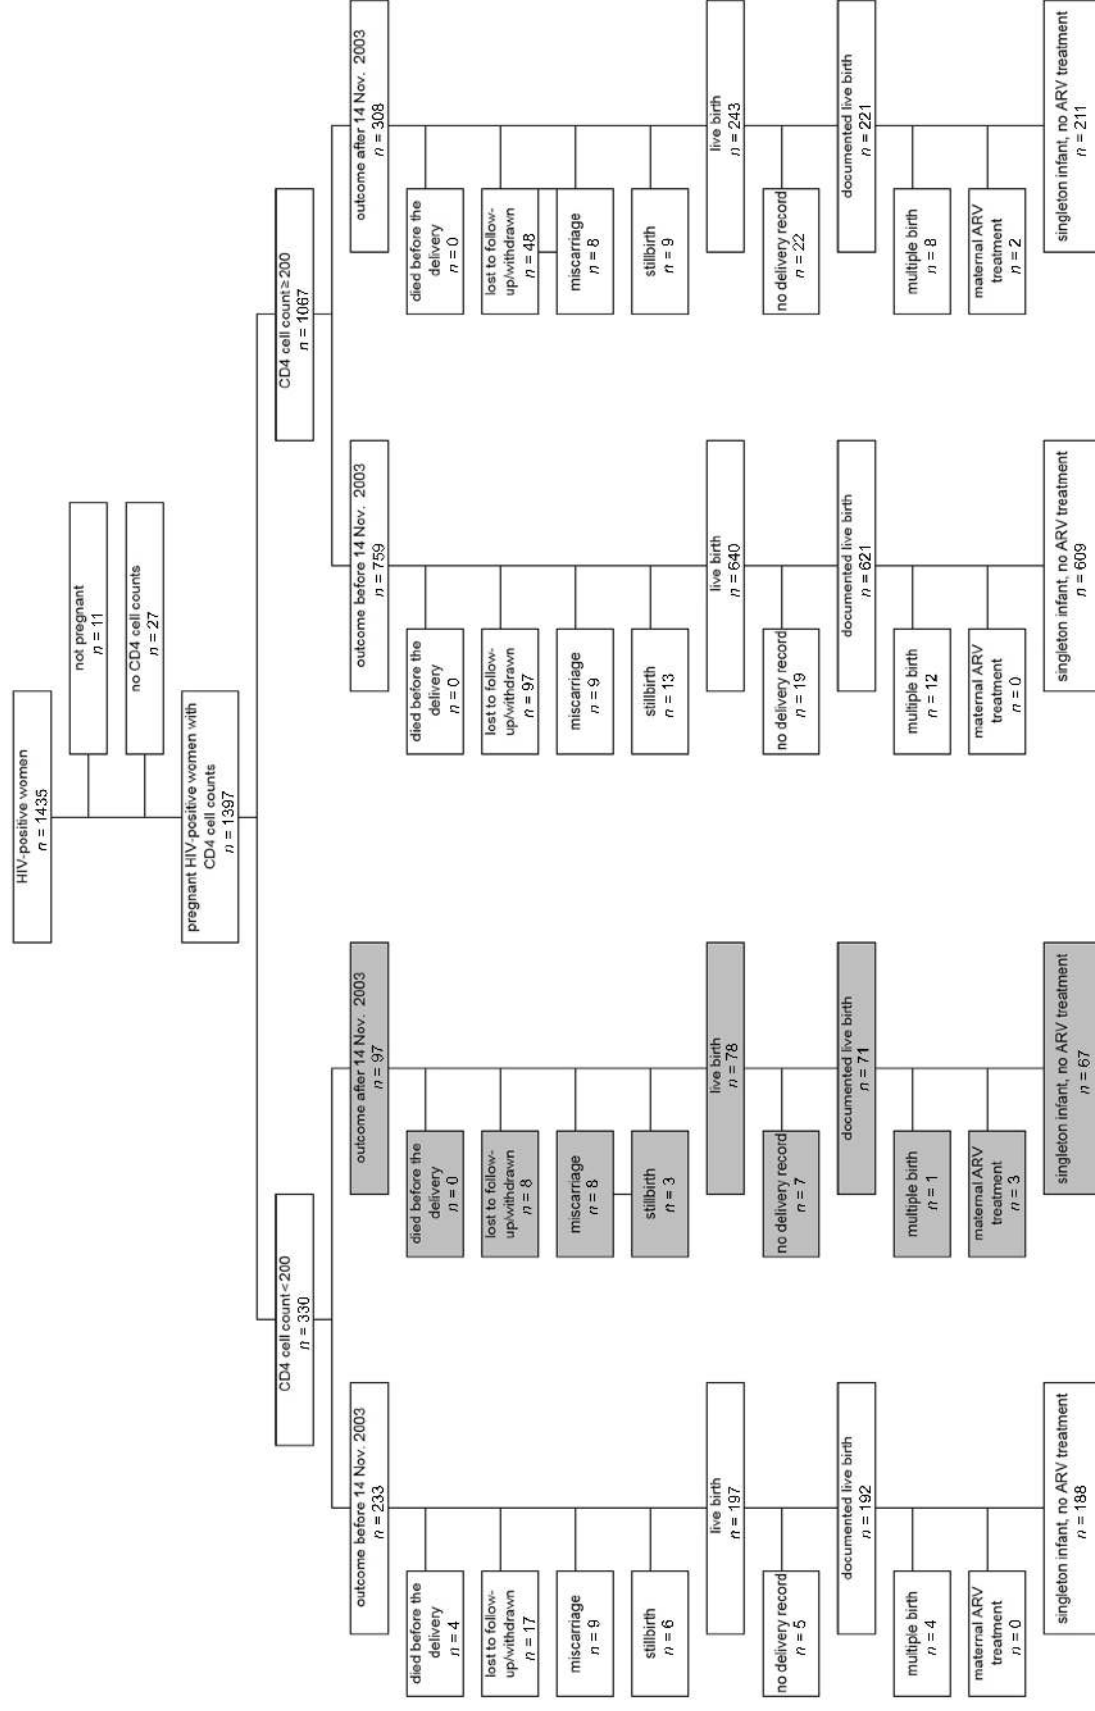 HIV-positive women
n = 1435
not pregnant
n = 11
no CD4 cell counts
n = 27
pregnant HIV-positive women with
CD4 cell counts
n = 1397
CD4 cell count < 200
n = 330
outcome before 14 Nov. 2003
n = 233
died before the
delivery
n = 4
lost to follow-
up/withdrawn
n = 17
miscarriage
n = 9
stillbirth
n = 6
live birth
n = 197
no delivery record
n = 5
documented live birth
n = 192
multiple birth
n = 4
maternal ARV
treatment
n = 0
singleton infant, no ARV treatment
n = 188
outcome after 14 Nov. 2003
n = 97
died before the
delivery
n = 0
lost to follow-
up/withdrawn
n = 8
miscarriage
n = 8
stillbirth
n = 3
live birth
n = 78
no delivery record
n = 7
documented live birth
n = 71
multiple birth
n = 1
maternal ARV
treatment
n = 3
singleton infant, no ARV treatment
n = 67
CD4 cell count ≥ 200
n = 1067
outcome before 14 Nov. 2003
n = 759
died before the
delivery
n = 0
lost to follow-
up/withdrawn
n = 97
miscarriage
n = 9
stillbirth
n = 13
live birth
n = 640
no delivery record
n = 19
documented live birth
n = 621
multiple birth
n = 12
maternal ARV
treatment
n = 0
singleton infant, no ARV treatment
n = 609
outcome after 14 Nov. 2003
n = 308
died before the
delivery
n = 0
lost to follow-
up/withdrawn
n = 48
miscarriage
n = 8
stillbirth
n = 9
live birth
n = 243
no delivery record
n = 22
documented live birth
n = 221
multiple birth
n = 8
maternal ARV
treatment
n = 2
singleton infant, no ARV treatment
n = 211